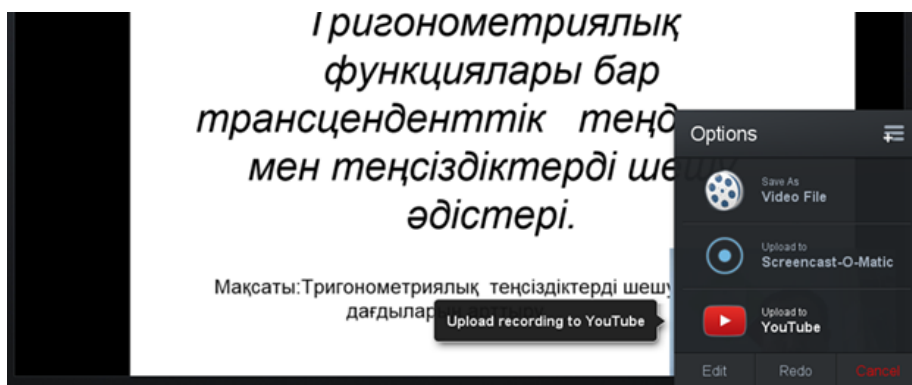 Тригонометриялық
функциялары бар
трансценденттік
мен теңсіздіктерді
әдістері.
Мақсаты:Тригонометриялық теңсіздіктерді
Upload recording to YouTube
Options
Save As
Video File
Upload to
Screencast-O-Matic
Upload to
YouTube
Edit Redo Cancel